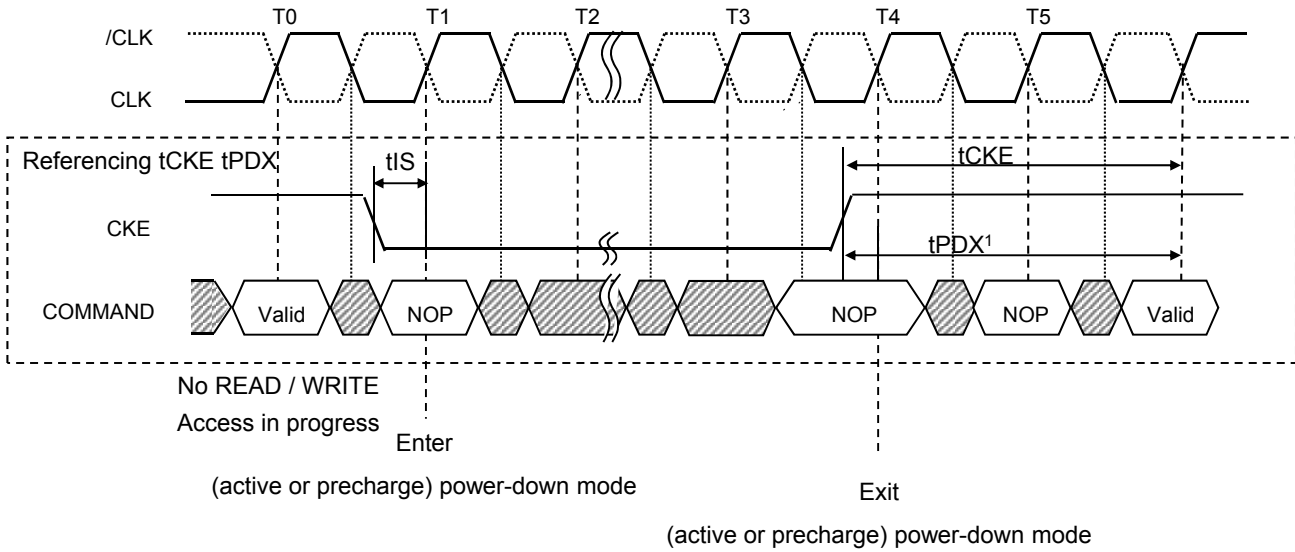 T0 T1 T2 T3 T4 T5
/CLK
CLK
Referencing tCKE tPDX
tIS
tCKE
CKE
tPDX¹
COMMAND
Valid NOP NOP NOP Valid
No READ / WRITE
Access in progress
Enter
(active or precharge) power-down mode
Exit
(active or precharge) power-down mode